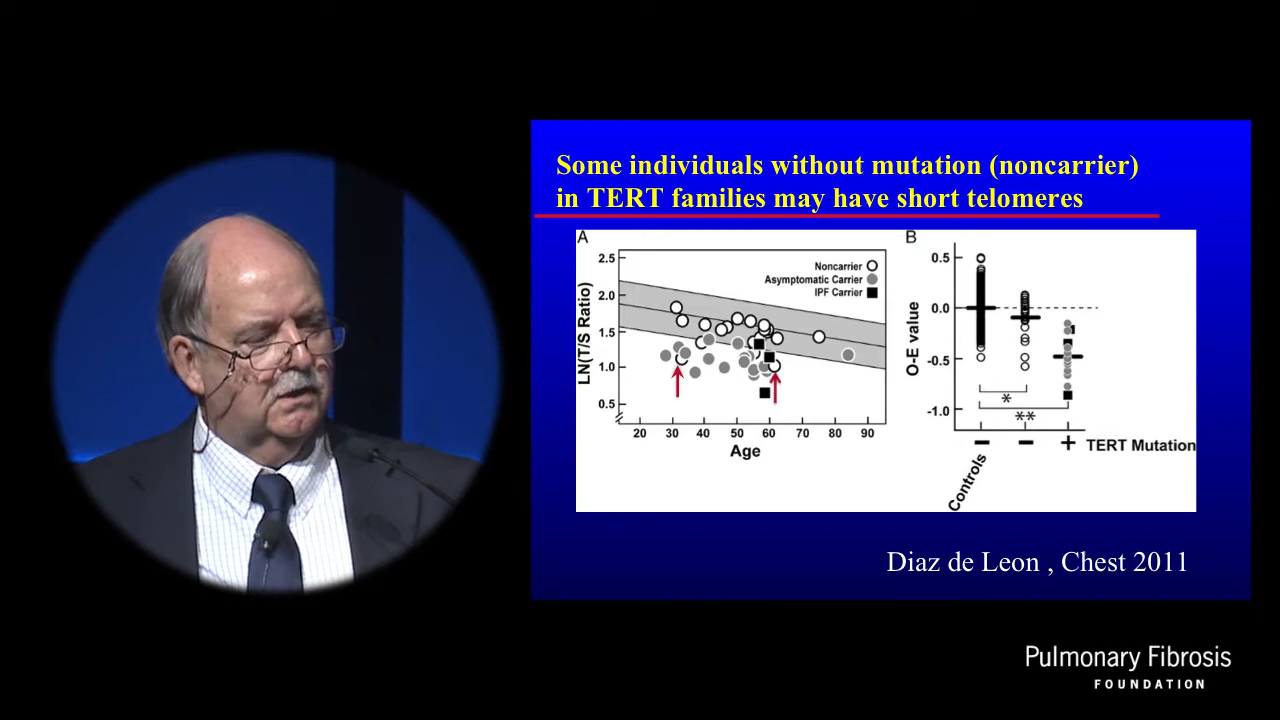 Some individuals without mutation (noncarrier)
in TERT families may have short telomeres
A
2.5
2.0
1.5
1.0
0.5
LN(T/S Ratio)
Noncarrier
Asymptomatic Carrier
IPF Carrier
20 30 40 50 60 70 80 90
Age
B
0.5
0.0
-0.5
-1.0
O-E value
*
**
− − + TERT Mutation
Controls
Diaz de Leon , Chest 2011
Pulmonary Fibrosis
FOUNDATION